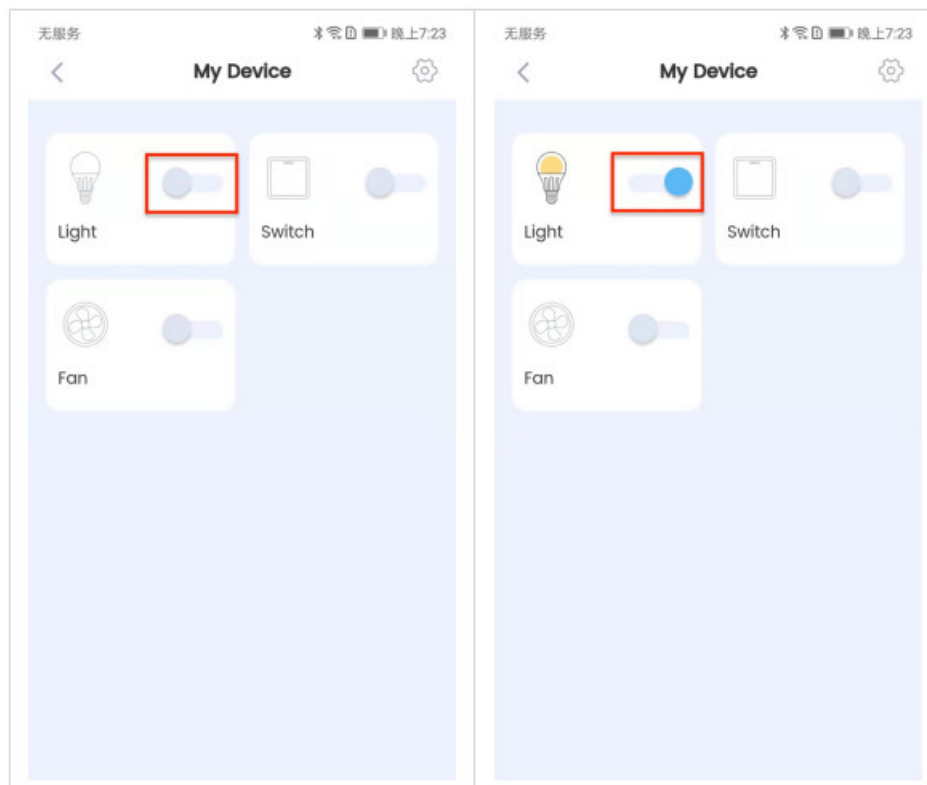 无服务 晚上7:23
My Device
Light
Switch
Fan
无服务 晚上7:23
My Device
Light
Switch
Fan